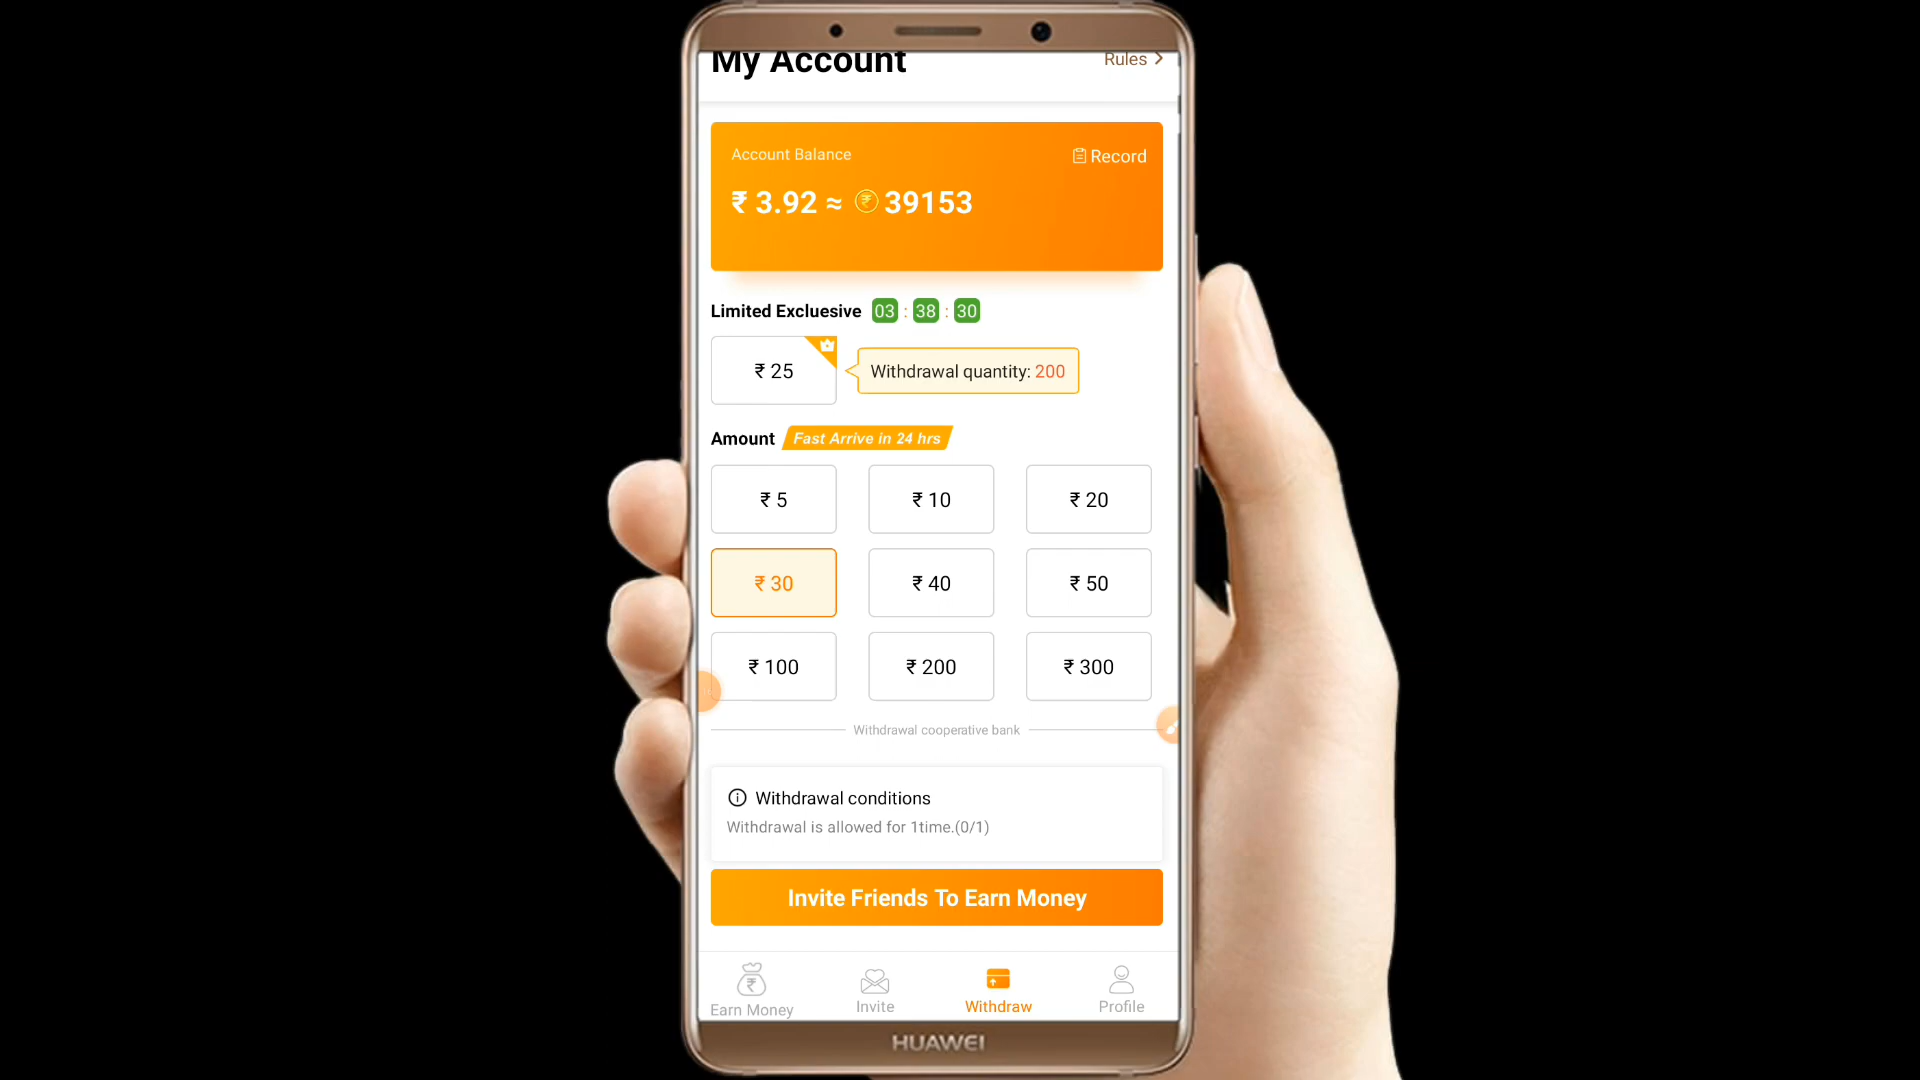 My Account
Rules >
Account Balance
Record
₹ 3.92 ≈ ₹ 39153
Limited Excluesive 03 : 38 : 30
₹ 25
Withdrawal quantity: 200
Amount
Fast Arrive in 24 hrs
₹ 5
₹ 10
₹ 20
₹ 30
₹ 40
₹ 50
₹ 100
₹ 200
₹ 300
Withdrawal cooperative bank
Withdrawal conditions
Withdrawal is allowed for 1time.(0/1)
Invite Friends To Earn Money
Earn Money
Invite
Withdraw
Profile
HUAWEI